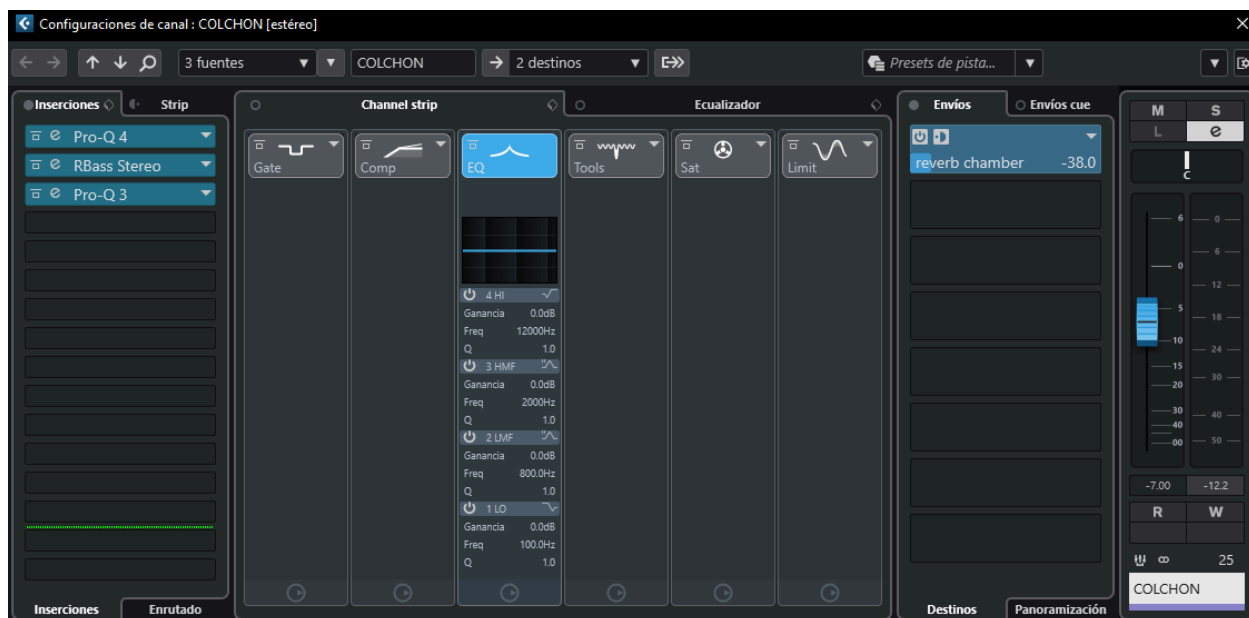 Configuraciones de canal : COLCHON [estéreo]
3 fuentes
COLCHON
2 destinos
Presets de pista...
Inserciones
Strip
Pro-Q 4
RBass Stereo
Pro-Q 3
Inserciones
Enrutado
Channel strip
Ecualizador
Gate
Comp
EQ
Tools
Sat
Limit
4 HI
Ganancia 0.0dB
Freq 12000Hz
Q 1.0
3 HMF
Ganancia 0.0dB
Freq 2000Hz
Q 1.0
2 LMF
Ganancia 0.0dB
Freq 800.0Hz
Q 1.0
1 LO
Ganancia 0.0dB
Freq 100.0Hz
Q 1.0
Envíos
Envíos cue
reverb chamber -38.0
Destinos
Panoramización
M S
L e
C
6 0
6
0
12
5
18
10
24
15
30
20
30 40
40
00 50
-7.00 -12.2
R W
25
COLCHON